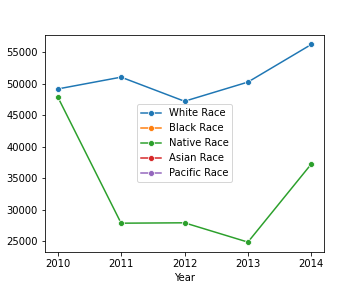 55000
50000
45000
40000
35000
30000
25000
White Race
Black Race
Native Race
Asian Race
Pacific Race
2010 2011 2012 2013 2014
Year